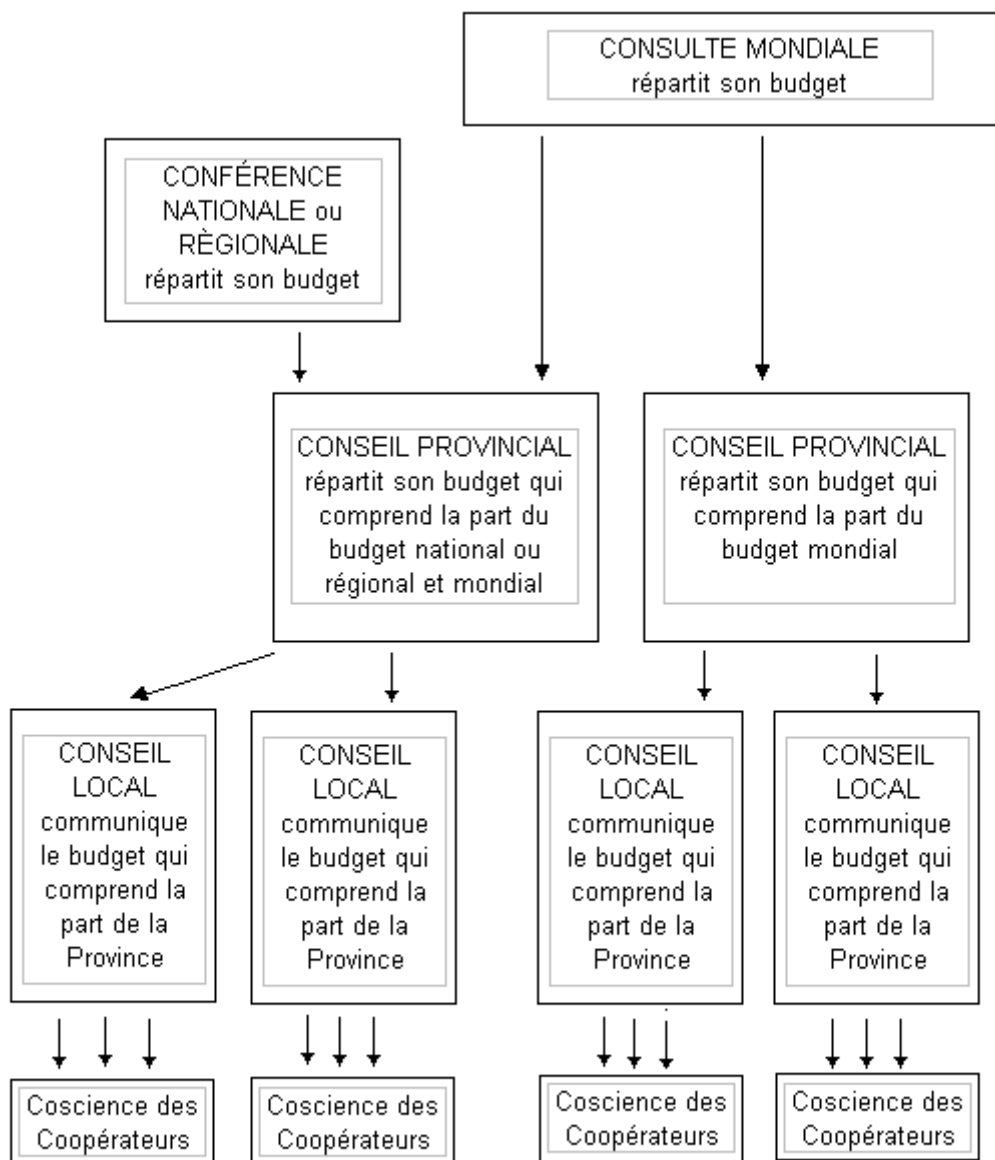 CONSULTE MONDIALE
répartit son budget
CONFÉRENCE
NATIONALE ou
RÈGIONALE
répartit son budget
CONSEIL PROVINCIAL
répartit son budget qui
comprend la part du
budget national ou
régional et mondial
CONSEIL PROVINCIAL
répartit son budget qui
comprend la part du
budget mondial
CONSEIL
LOCAL
communique
le budget qui
comprend la
part de la
Province
CONSEIL
LOCAL
communique
le budget qui
comprend la
part de la
Province
CONSEIL
LOCAL
communique
le budget qui
comprend la
part de la
Province
CONSEIL
LOCAL
communique
le budget qui
comprend la
part de la
Province
Coscience des
Coopérateurs
Coscience des
Coopérateurs
Coscience des
Coopérateurs
Coscience des
Coopérateurs